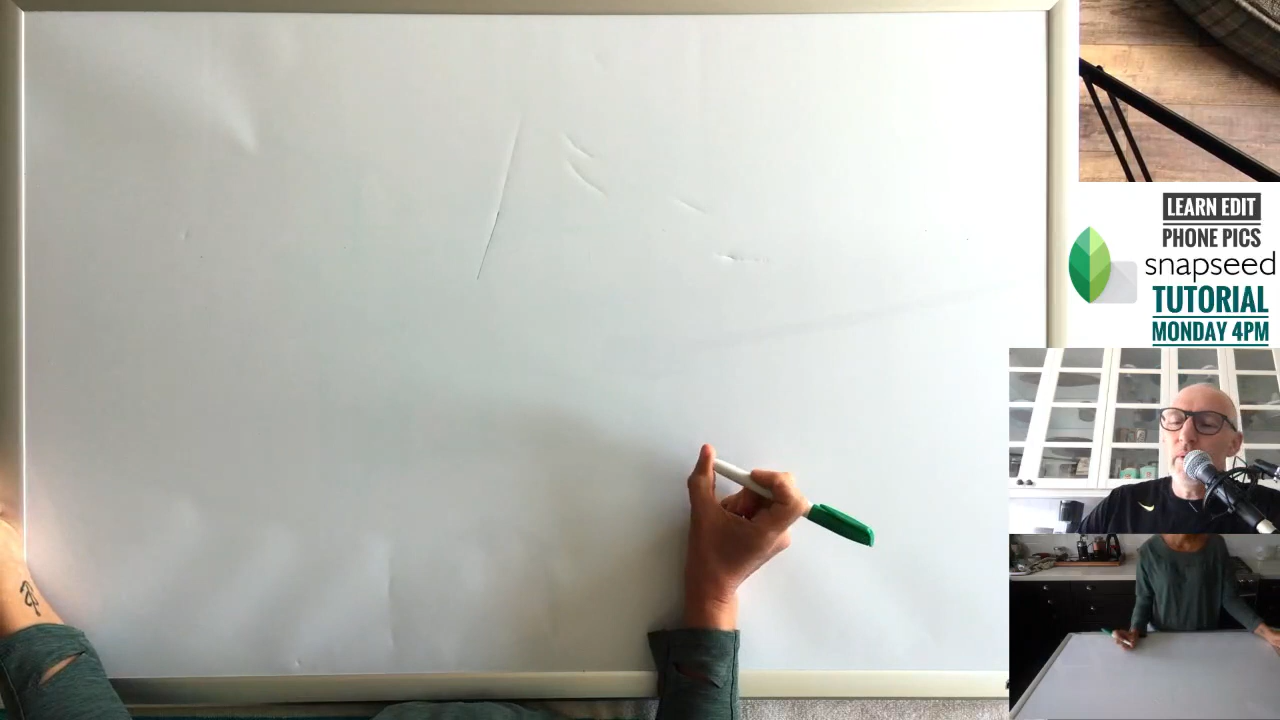 LEARN EDIT
PHONE PICS
snapseed
TUTORIAL
MONDAY 4PM